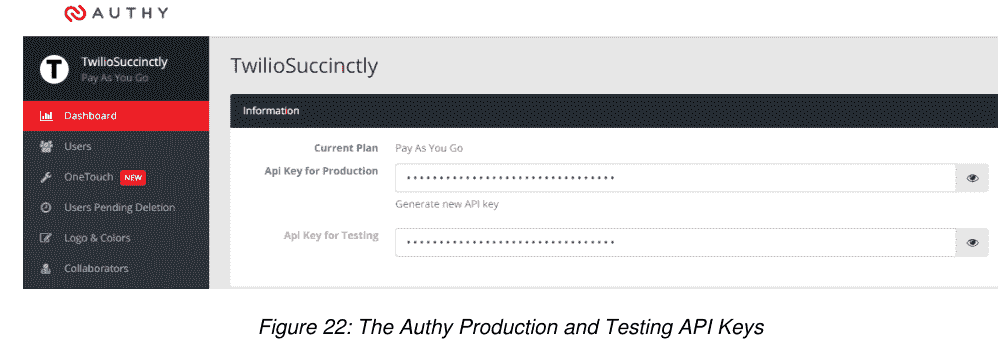 AUTHY
TwilioSuccinctly
Pay As You Go
Dashboard
Users
OneTouch NEW
Users Pending Deletion
Logo & Colors
Collaborators
TwilioSuccinctly
Information
Current Plan Pay As You Go
Api Key for Production ••••••••••••••••••••••••••••••••
Generate new API key
Api Key for Testing ••••••••••••••••••••••••••••••••
Figure 22: The Authy Production and Testing API Keys